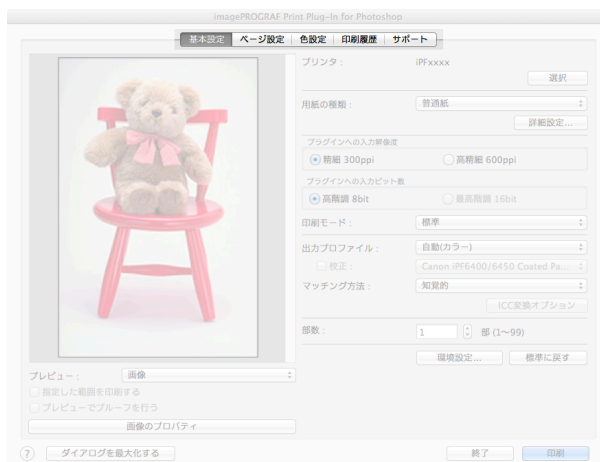 imagePROGRAF Print Plug-In for Photoshop
基本設定 ページ設定 色設定 印刷履歴 サポート
プリンタ : iPFxxxx
選択
用紙の種類 : 普通紙
詳細設定...
プラグインへの入力解像度
精細 300ppi 高精細 600ppi
プラグインへの入力ビット数
高階調 8bit 最高階調 16bit
印刷モード : 標準
出力プロファイル : 自動(カラー)
校正 : Canon iPF6400/6450 Coated Pa...
マッチング方法 : 知覚的
ICC変換オプション
部数 : 1 部 (1～99)
環境設定... 標準に戻す
プレビュー : 画像
指定した範囲を印刷する
プレビューでプルーフを行う
画像のプロパティ
? ダイアログを最大化する 終了 印刷